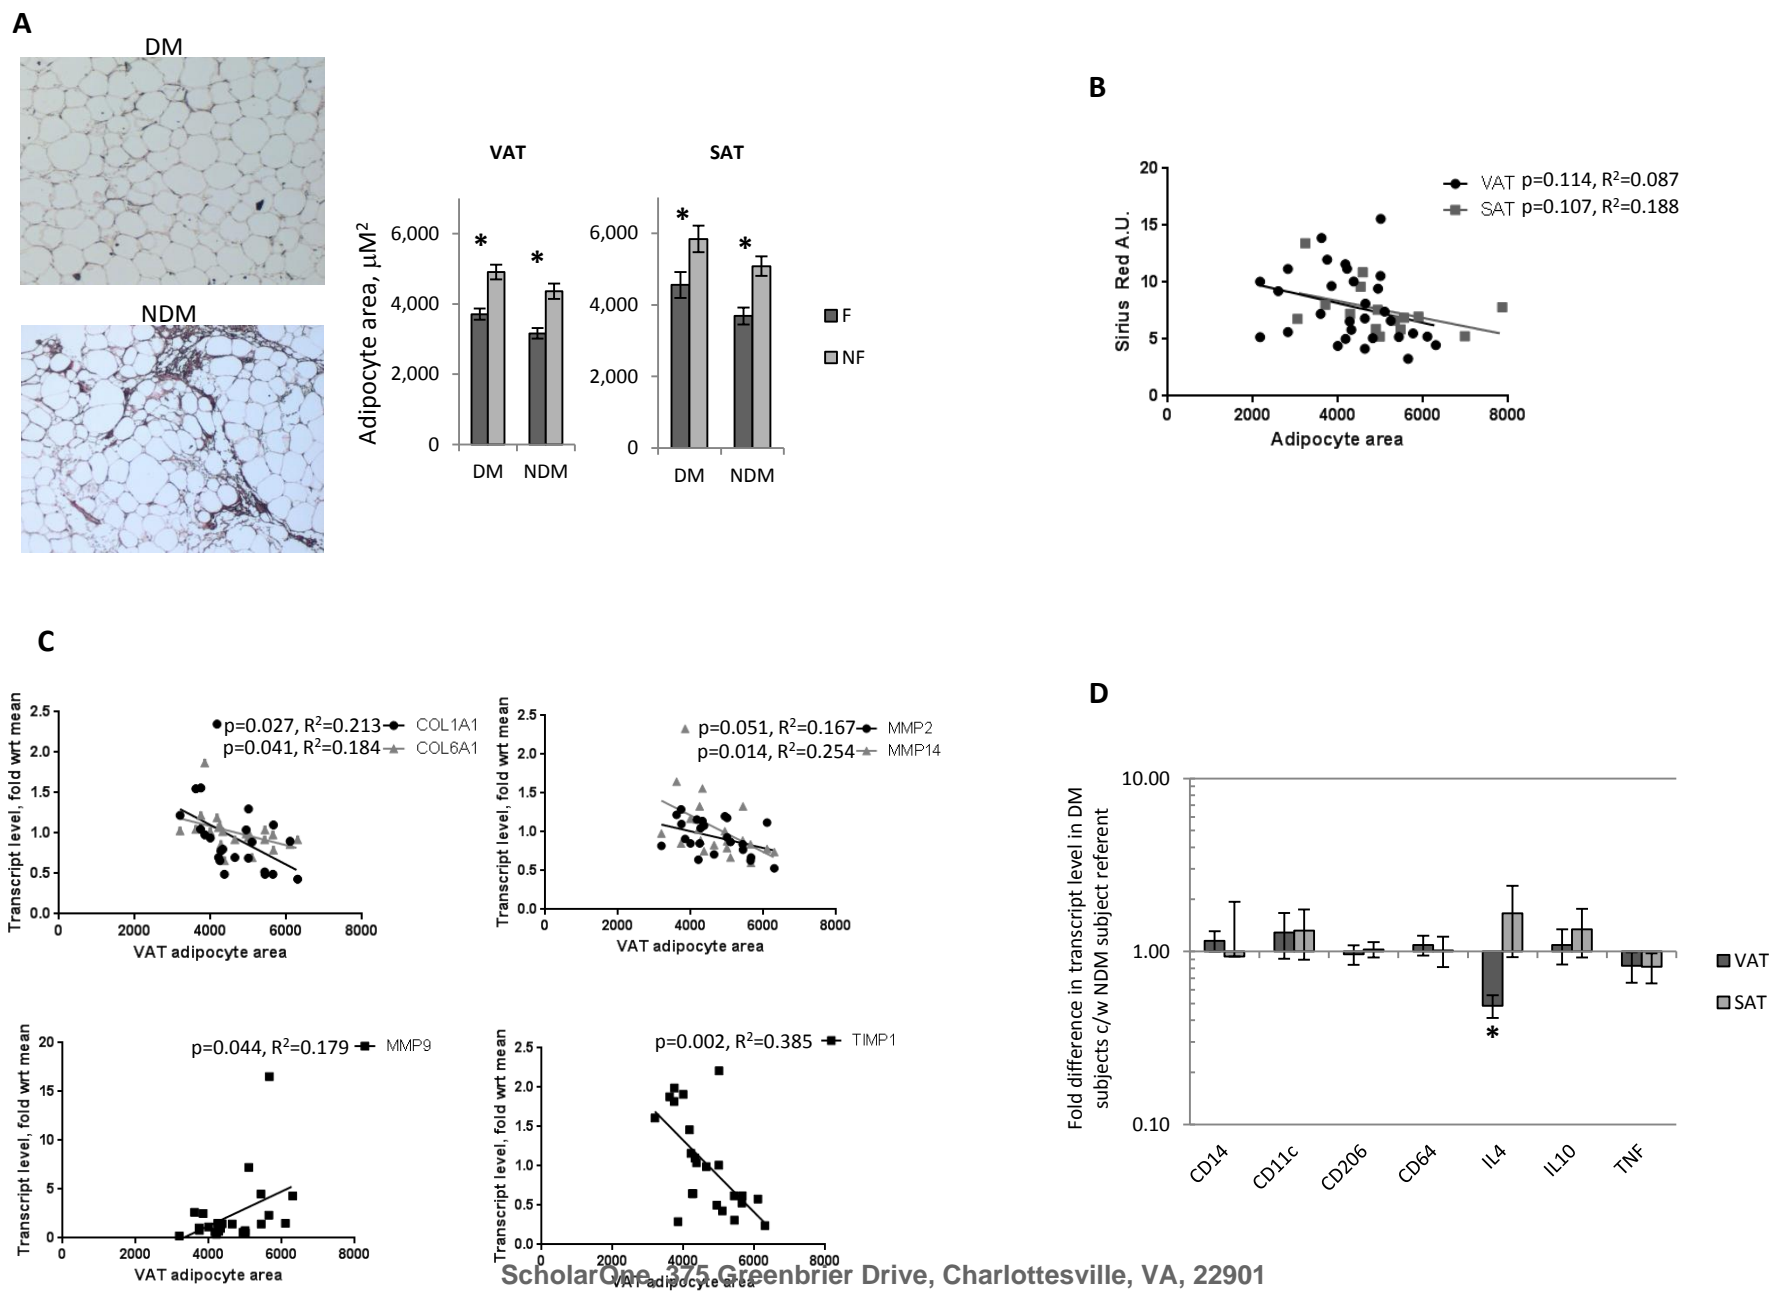 A
DM
NDM
VAT
SAT
Adipocyte area, µM²
6,000
4,000
2,000
0
*
*
DM
NDM
6,000
4,000
2,000
0
*
*
DM
NDM
F
NF
B
Sirius Red A.U.
20
15
10
5
0
0
2000
4000
6000
8000
Adipocyte area
VAT p=0.114, R²=0.087
SAT p=0.107, R²=0.188
C
Transcript level, fold wrt mean
2.5
2.0
1.5
1.0
0.5
0.0
0
2000
4000
6000
8000
VAT adipocyte area
p=0.027, R²=0.213 COL1A1
p=0.041, R²=0.184 COL6A1
Transcript level, fold wrt mean
2.5
2.0
1.5
1.0
0.5
0.0
0
2000
4000
6000
8000
VAT adipocyte area
p=0.051, R²=0.167 MMP2
p=0.014, R²=0.254 MMP14
Transcript level, fold wrt mean
20
15
10
5
0
0
2000
4000
6000
8000
VAT adipocyte area
p=0.044, R²=0.179 MMP9
Transcript level, fold wrt mean
2.5
2.0
1.5
1.0
0.5
0.0
0
2000
4000
6000
8000
VAT adipocyte area
p=0.002, R²=0.385 TIMP1
D
Fold difference in transcript level in DM
subjects c/w NDM subject referent
10.00
1.00
0.10
*
CD14
CD11c
CD206
CD64
IL4
IL10
TNF
VAT
SAT
ScholarOne, 375 Greenbrier Drive, Charlottesville, VA, 22901